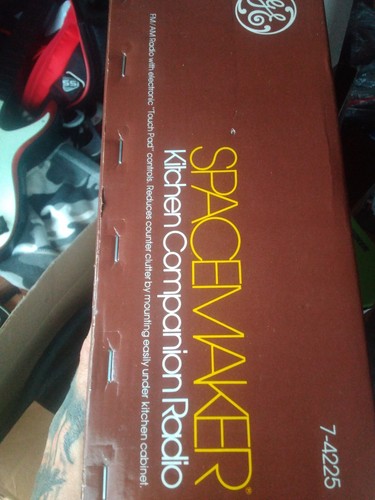 GE
SPACEMAKER®
Kitchen Companion Radio
FM/AM Radio with electronic "Touch Pad" controls. Reduces counter clutter by mounting easily under kitchen cabinet.
7-4225